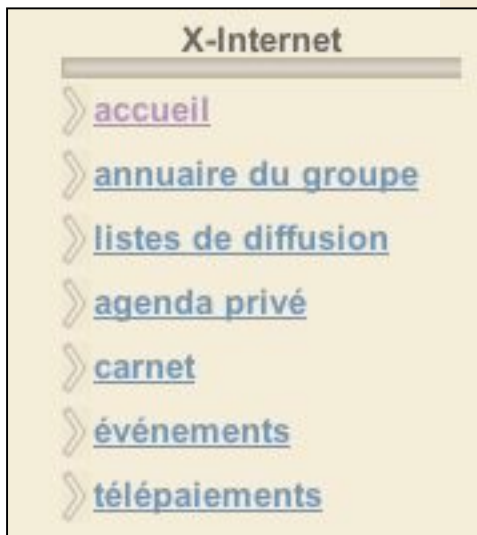 X-Internet
accueil
annuaire du groupe
listes de diffusion
agenda privé
carnet
événements
télépaiements